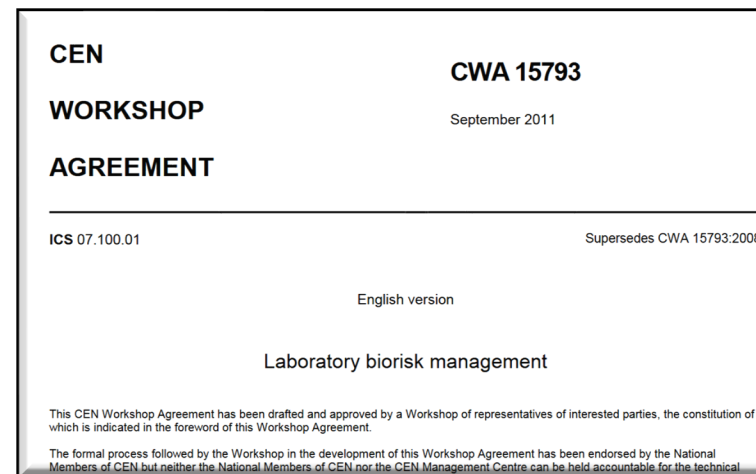 CEN
CWA 15793
WORKSHOP
September 2011
AGREEMENT
ICS 07.100.01
Supersedes CWA 15793:2008
English version
Laboratory biorisk management
This CEN Workshop Agreement has been drafted and approved by a Workshop of representatives of interested parties, the constitution of
which is indicated in the foreword of this Workshop Agreement.
The formal process followed by the Workshop in the development of this Workshop Agreement has been endorsed by the National
Members of CEN but neither the National Members of CEN nor the CEN Management Centre can be held accountable for the technical